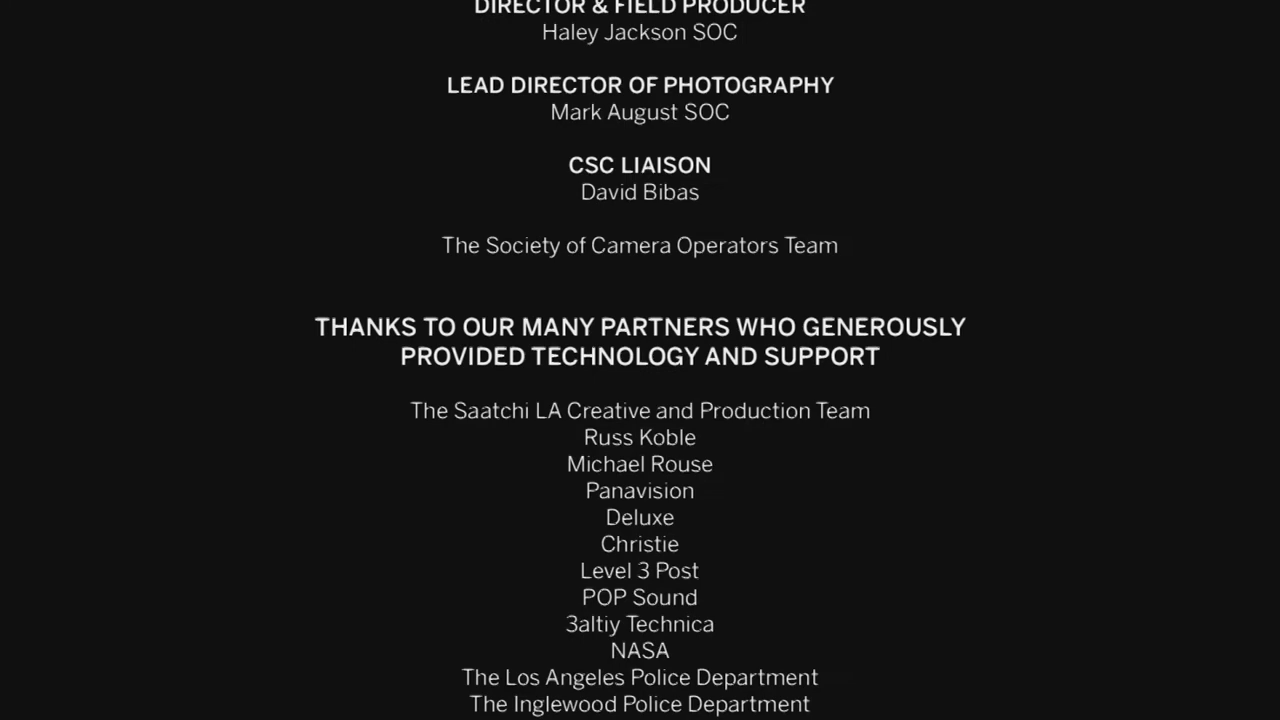 DIRECTOR & FIELD PRODUCER
Haley Jackson SOC
LEAD DIRECTOR OF PHOTOGRAPHY
Mark August SOC
CSC LIAISON
David Bibas
The Society of Camera Operators Team
THANKS TO OUR MANY PARTNERS WHO GENEROUSLY
PROVIDED TECHNOLOGY AND SUPPORT
The Saatchi LA Creative and Production Team
Russ Koble
Michael Rouse
Panavision
Deluxe
Christie
Level 3 Post
POP Sound
3altiy Technica
NASA
The Los Angeles Police Department
The Inglewood Police Department